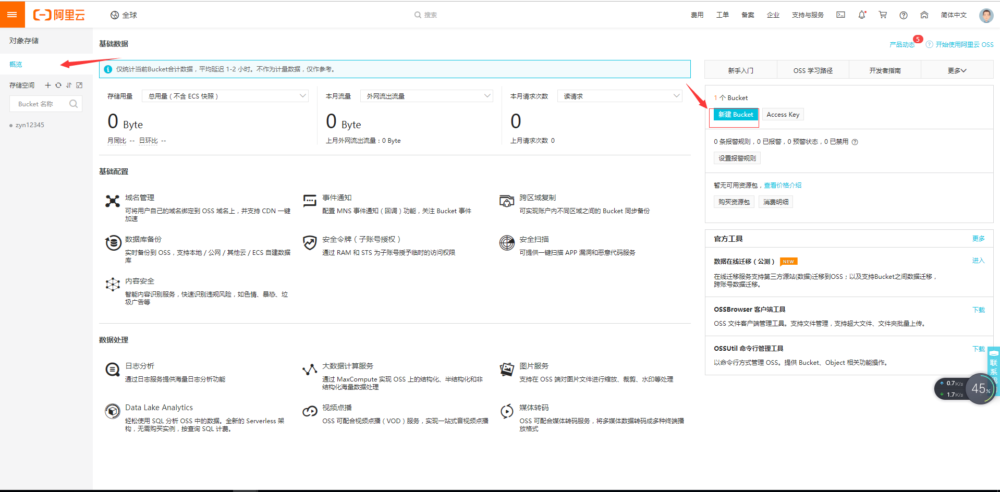 阿里云
全球
搜索
费用 工单 备案 企业 支持与服务 简体中文
对象存储
概览
存储空间
Bucket 名称
zyn12345
基础数据
产品动态 5 开始使用阿里云 OSS
仅统计当前Bucket合计数据，平均延迟 1-2 小时。不作为计量数据，仅作参考。
存储用量 总用量（不含 ECS 快照）
0 Byte
月同比 -- 日环比 --
本月流量 外网流出流量
0 Byte
上月外网流出流量：0 Byte
本月请求次数 读请求
0
上月请求次数 0
基础配置
域名管理
可将用户自己的域名绑定到 OSS 域名上，并支持 CDN 一键
加速
事件通知
配置 MNS 事件通知（回调）功能，关注 Bucket 事件
跨区域复制
可实现账户内不同区域之间的 Bucket 同步备份
数据库备份
实时备份到 OSS，支持本地 / 公网 / 其他云 / ECS 自建数据
库
安全令牌（子账号授权）
通过 RAM 和 STS 为子账号授予临时的访问权限
安全扫描
可提供一键扫描 APP 漏洞和恶意代码服务
内容安全
智能内容识别服务，快速识别违规风险，如色情、暴恐、垃
圾广告等
数据处理
日志分析
通过日志服务提供海量日志分析功能
大数据计算服务
通过 MaxCompute 实现 OSS 上的结构化、半结构化和非
结构化海量数据处理
图片服务
支持在 OSS 端对图片文件进行缩放、裁剪、水印等处理
Data Lake Analytics
轻松使用 SQL 分析 OSS 中的数据。全新的 Serverless 架
构，无需购买实例，按查询 SQL 计费。
视频点播
OSS 可配合视频点播（VOD）服务，实现一站式音视频点播
媒体转码
OSS 可配合媒体转码服务，将多媒体数据转码成多种终端播
放格式
新手入门 OSS 学习路径 开发者指南 更多
1 个 Bucket
新建 Bucket Access Key
0 条报警规则，0 已报警，0 预警状态，0 已禁用
设置报警规则
暂无可用资源包，查看价格介绍
购买资源包 消费明细
官方工具 更多
数据在线迁移（公测） NEW 进入
在线迁移服务支持第三方源站(数据)迁移到OSS；以及支持Bucket之间数据迁移，
跨账号数据迁移。
OSSBrowser 客户端工具 下载
OSS 文件客户端管理工具。支持文件管理，支持超大文件、文件夹批量上传。
OSSUtil 命令行管理工具 下载
以命令行方式管理 OSS。提供 Bucket、Object 相关功能操作。
联
系
0.7K/s
1.7K/s
45%